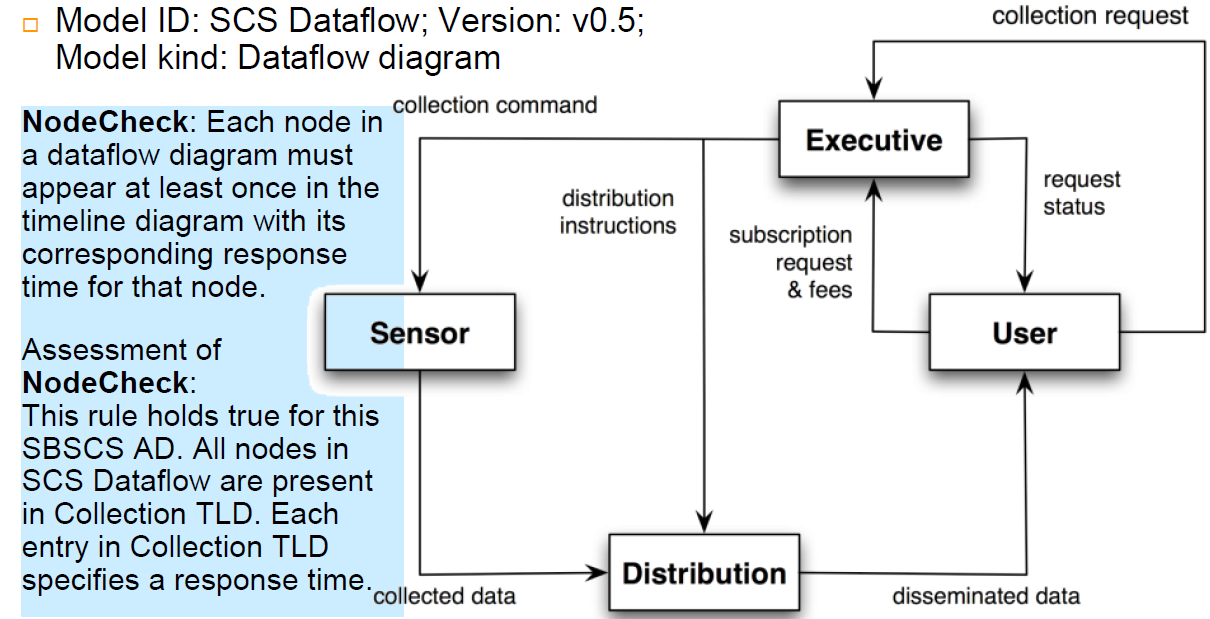 Model ID: SCS Dataflow; Version: v0.5;
Model kind: Dataflow diagram
NodeCheck: Each node in
a dataflow diagram must
appear at least once in the
timeline diagram with its
corresponding response
time for that node.
Assessment of
NodeCheck:
This rule holds true for this
SBSCS AD. All nodes in
SCS Dataflow are present
in Collection TLD. Each
entry in Collection TLD
specifies a response time.
collection request
collection command
Executive
distribution
instructions
request
status
subscription
request
& fees
Sensor
User
Distribution
collected data
disseminated data